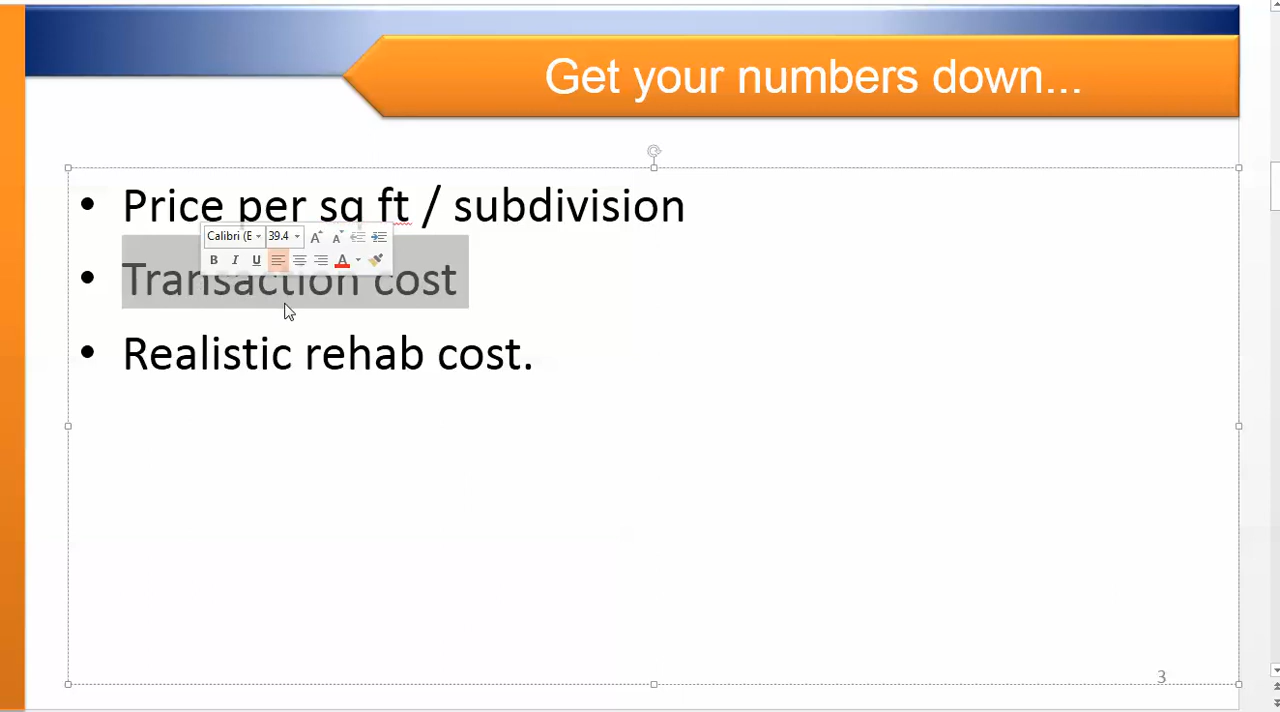 Get your numbers down...
• Price per sq ft / subdivision
Calibri (E 39.4 A A
B I U A
• Transaction cost
• Realistic rehab cost.
3